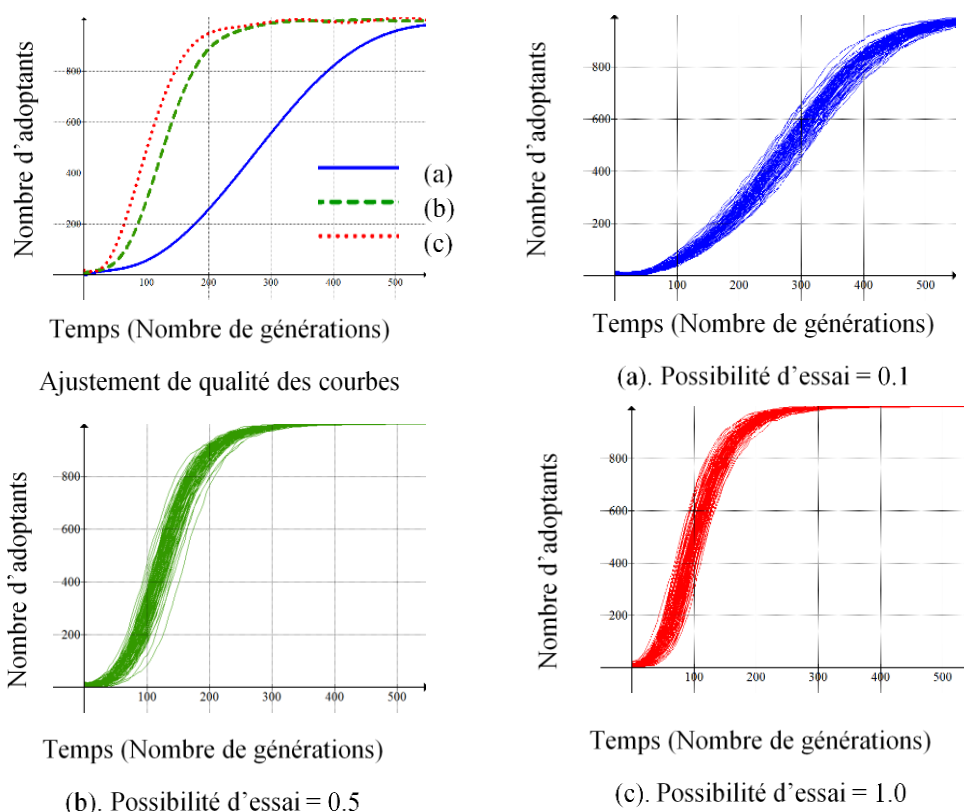 Nombre d'adoptants
800
600
400
200
100
200
300
400
500
(a)
(b)
(c)
Temps (Nombre de générations)
Ajustement de qualité des courbes
Nombre d'adoptants
800
600
400
200
100
200
300
400
500
Temps (Nombre de générations)
(a). Possibilité d'essai = 0.1
Nombre d'adoptants
800
600
400
200
100
200
300
400
500
Temps (Nombre de générations)
(b). Possibilité d'essai = 0.5
Nombre d'adoptants
800
600
400
200
100
200
300
400
500
Temps (Nombre de générations)
(c). Possibilité d'essai = 1.0